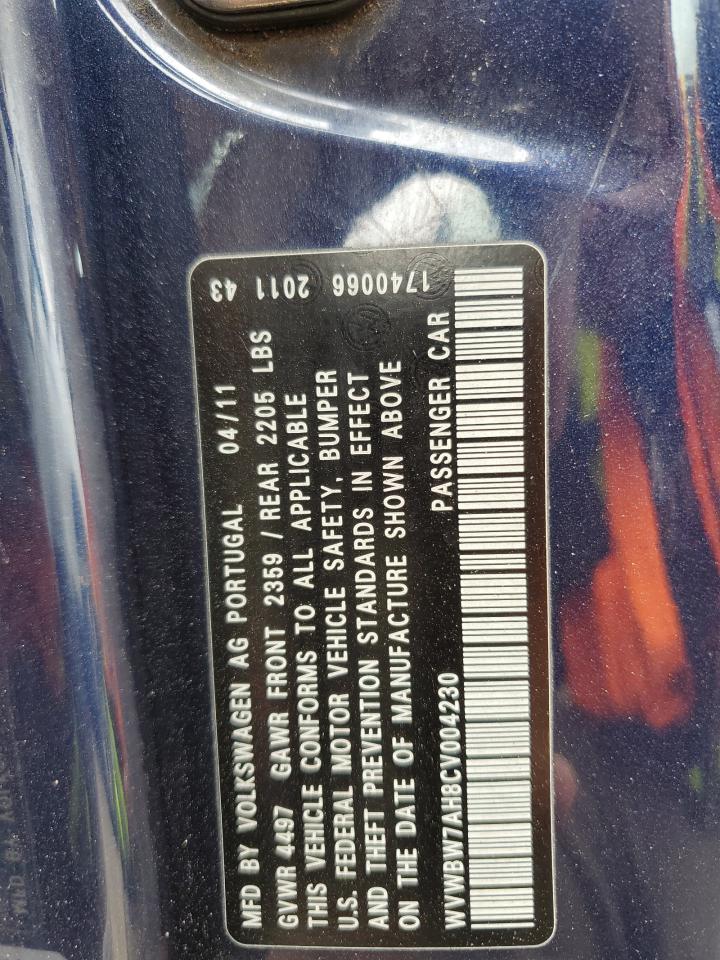 MFD BY VOLKSWAGEN AG PORTUGAL 04/11 2011 43
GVWR 4497 GAWR FRONT 2359 / REAR 2205 LBS
THIS VEHICLE CONFORMS TO ALL APPLICABLE
U.S. FEDERAL MOTOR VEHICLE SAFETY, BUMPER
AND THEFT PREVENTION STANDARDS IN EFFECT
ON THE DATE OF MANUFACTURE SHOWN ABOVE 1740066
WVWBW7AH8CV004230 PASSENGER CAR